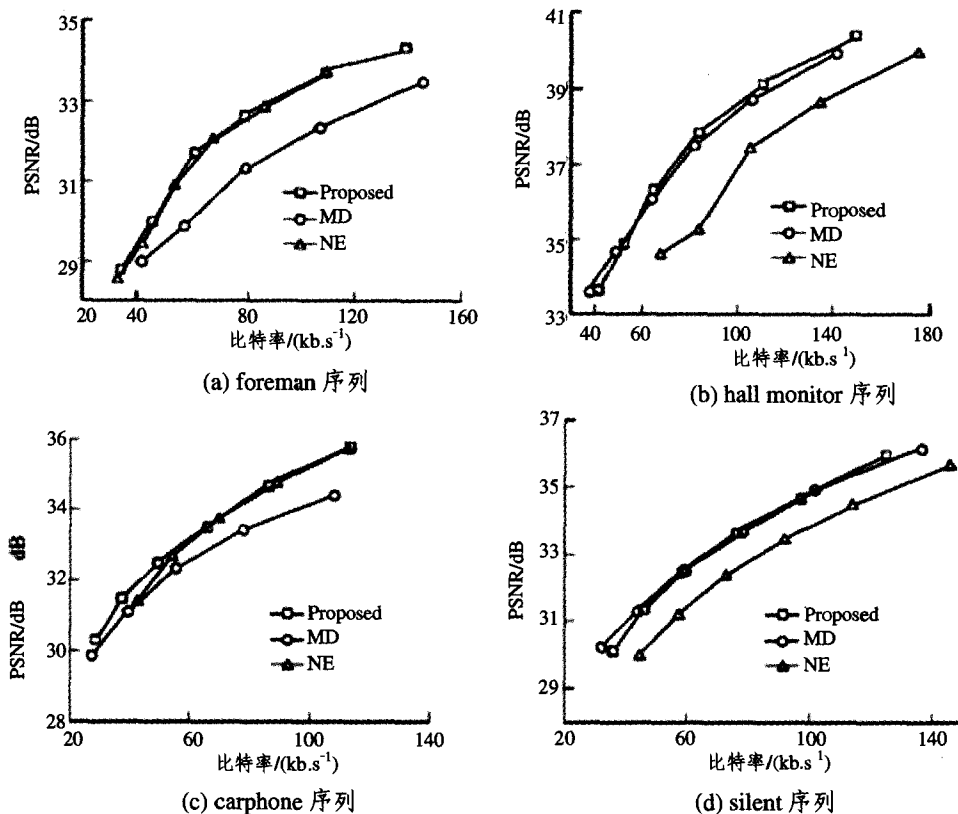 35
33
31
29
PSNR/dB
Proposed
MD
NE
20 40 80 120 160
比特率/(kb.s⁻¹)
(a) foreman 序列
41
39
37
35
33
PSNR/dB
Proposed
MD
NE
40 60 100 140 180
比特率/(kb.s¹)
(b) hall monitor 序列
36
34
32
30
28
dB
PSNR/dB
Proposed
MD
NE
20 60 100 140
比特率/(kb.s⁻¹)
(c) carphone 序列
37
35
33
31
29
PSNR/dB
Proposed
MD
NE
20 60 100 140
比特率/(kb.s¹)
(d) silent 序列